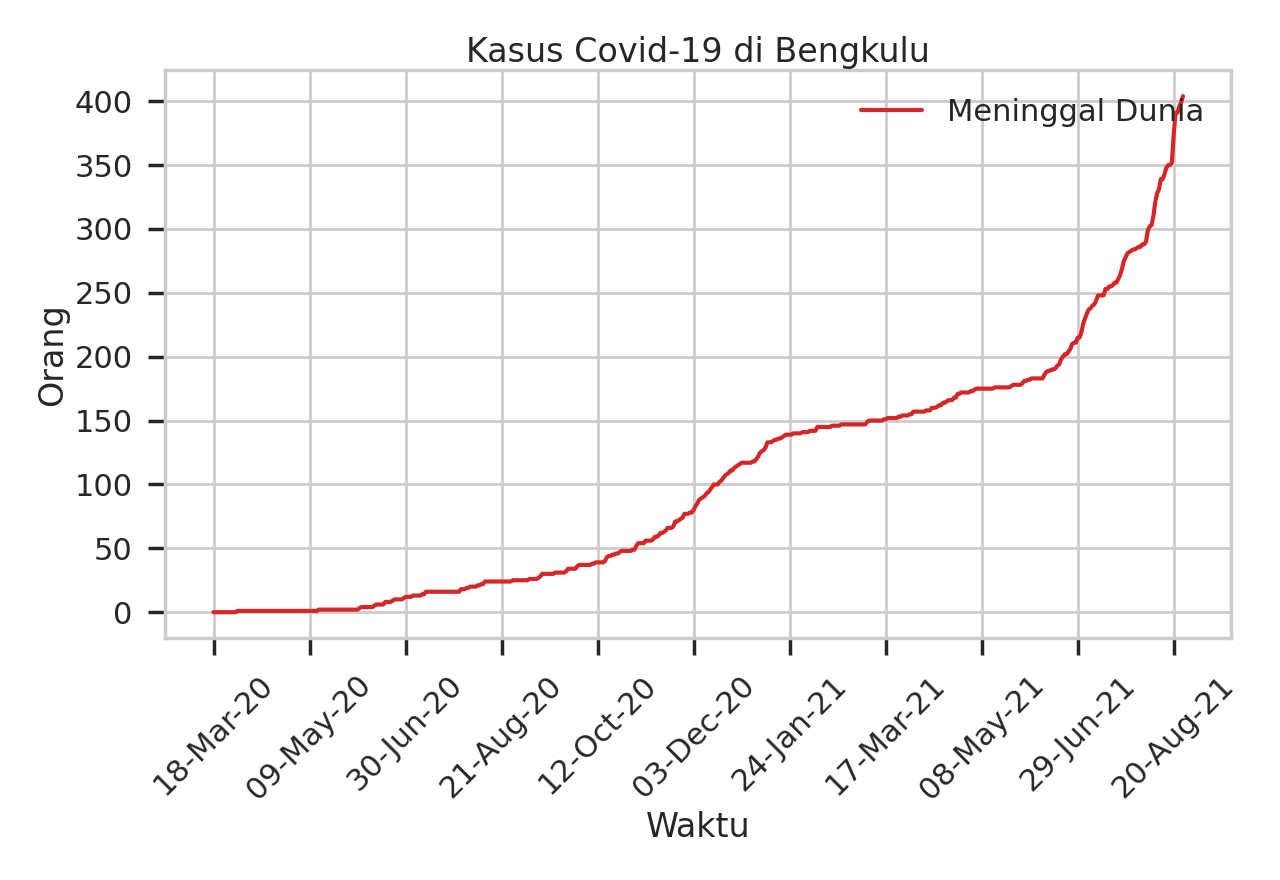 Kasus Covid-19 di Bengkulu
Meninggal Dunia
400
350
300
250
200
150
100
50
0
Orang
18-Mar-20
09-May-20
30-Jun-20
21-Aug-20
12-Oct-20
03-Dec-20
24-Jan-21
17-Mar-21
08-May-21
29-Jun-21
20-Aug-21
Waktu